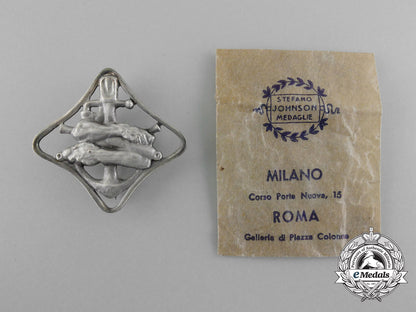 STEFANO
JOHNSON
MEDAGLIE
MILANO
Corso Porta Nuova, 15
ROMA
Galleria di Piazza Colonna
eMedals